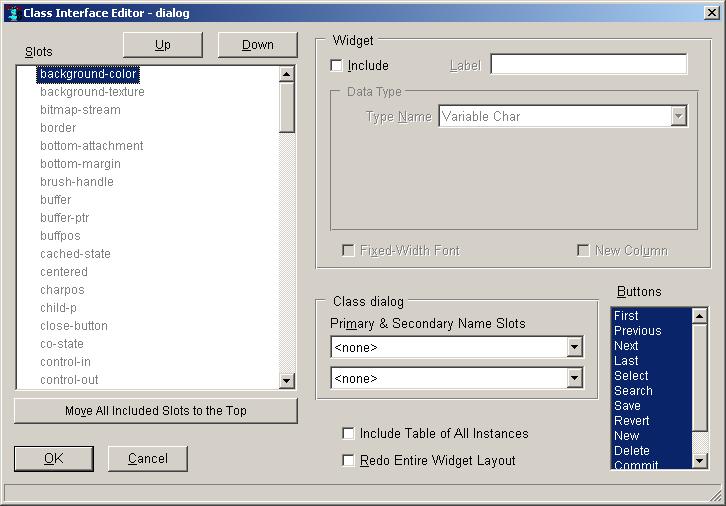 Class Interface Editor - dialog
Up
Down
Slots
background-color
background-texture
bitmap-stream
border
bottom-attachment
bottom-margin
brush-handle
buffer
buffer-ptr
buffpos
cached-state
centered
charpos
child-p
close-button
co-state
control-in
control-out
Move All Included Slots to the Top
OK
Cancel
Widget
Include
Label
Data Type
Type Name
Variable Char
Fixed-Width Font
New Column
Class dialog
Primary & Secondary Name Slots
<none>
<none>
Include Table of All Instances
Redo Entire Widget Layout
Buttons
First
Previous
Next
Last
Select
Search
Save
Revert
New
Delete
Commit